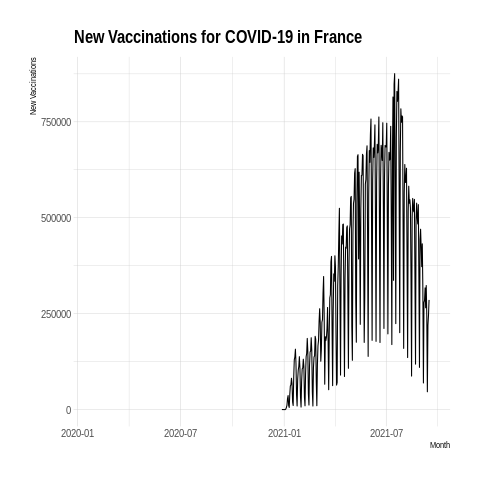 New Vaccinations for COVID-19 in France
New Vaccinations
750000
500000
250000
0
2020-01 2020-07 2021-01 2021-07
Month